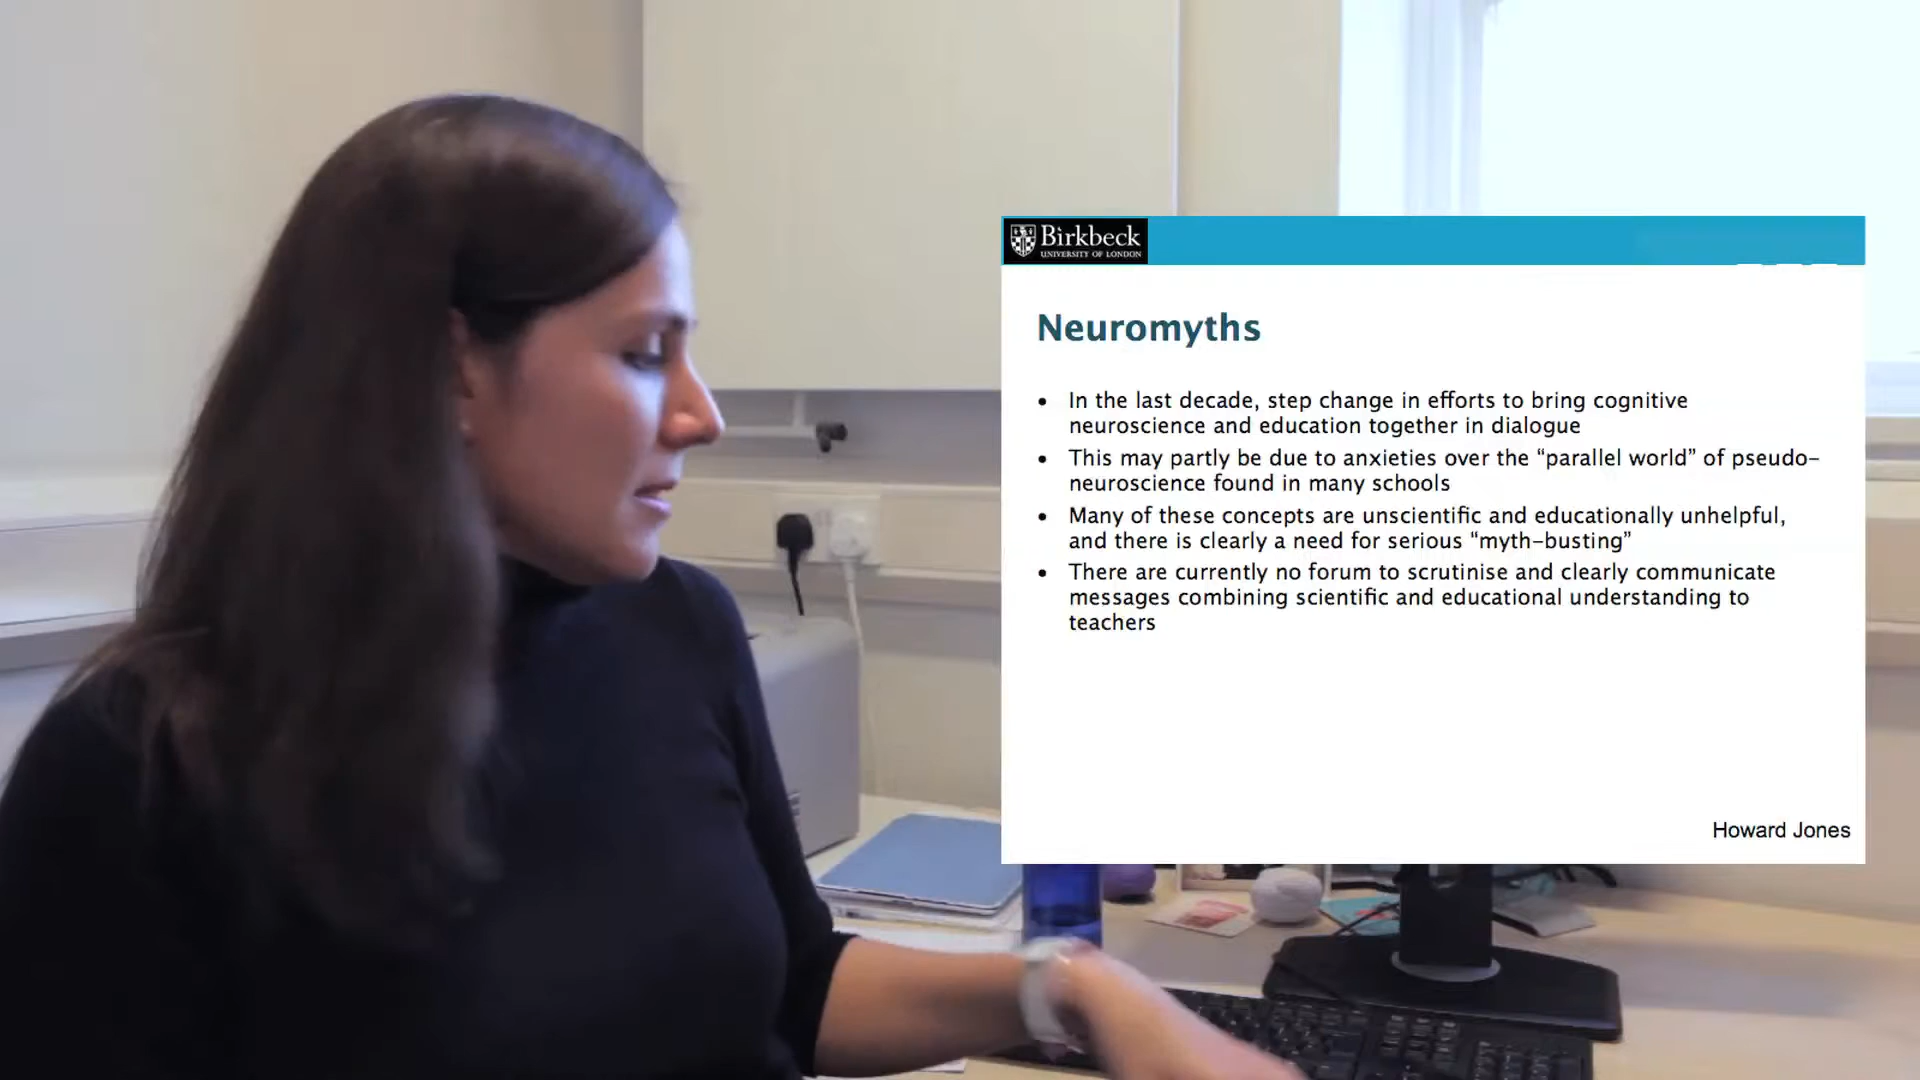 Birkbeck
UNIVERSITY OF LONDON
Neuromyths
• In the last decade, step change in efforts to bring cognitive
neuroscience and education together in dialogue
• This may partly be due to anxieties over the “parallel world” of pseudo-
neuroscience found in many schools
• Many of these concepts are unscientific and educationally unhelpful,
and there is clearly a need for serious “myth-busting”
• There are currently no forum to scrutinise and clearly communicate
messages combining scientific and educational understanding to
teachers
Howard Jones